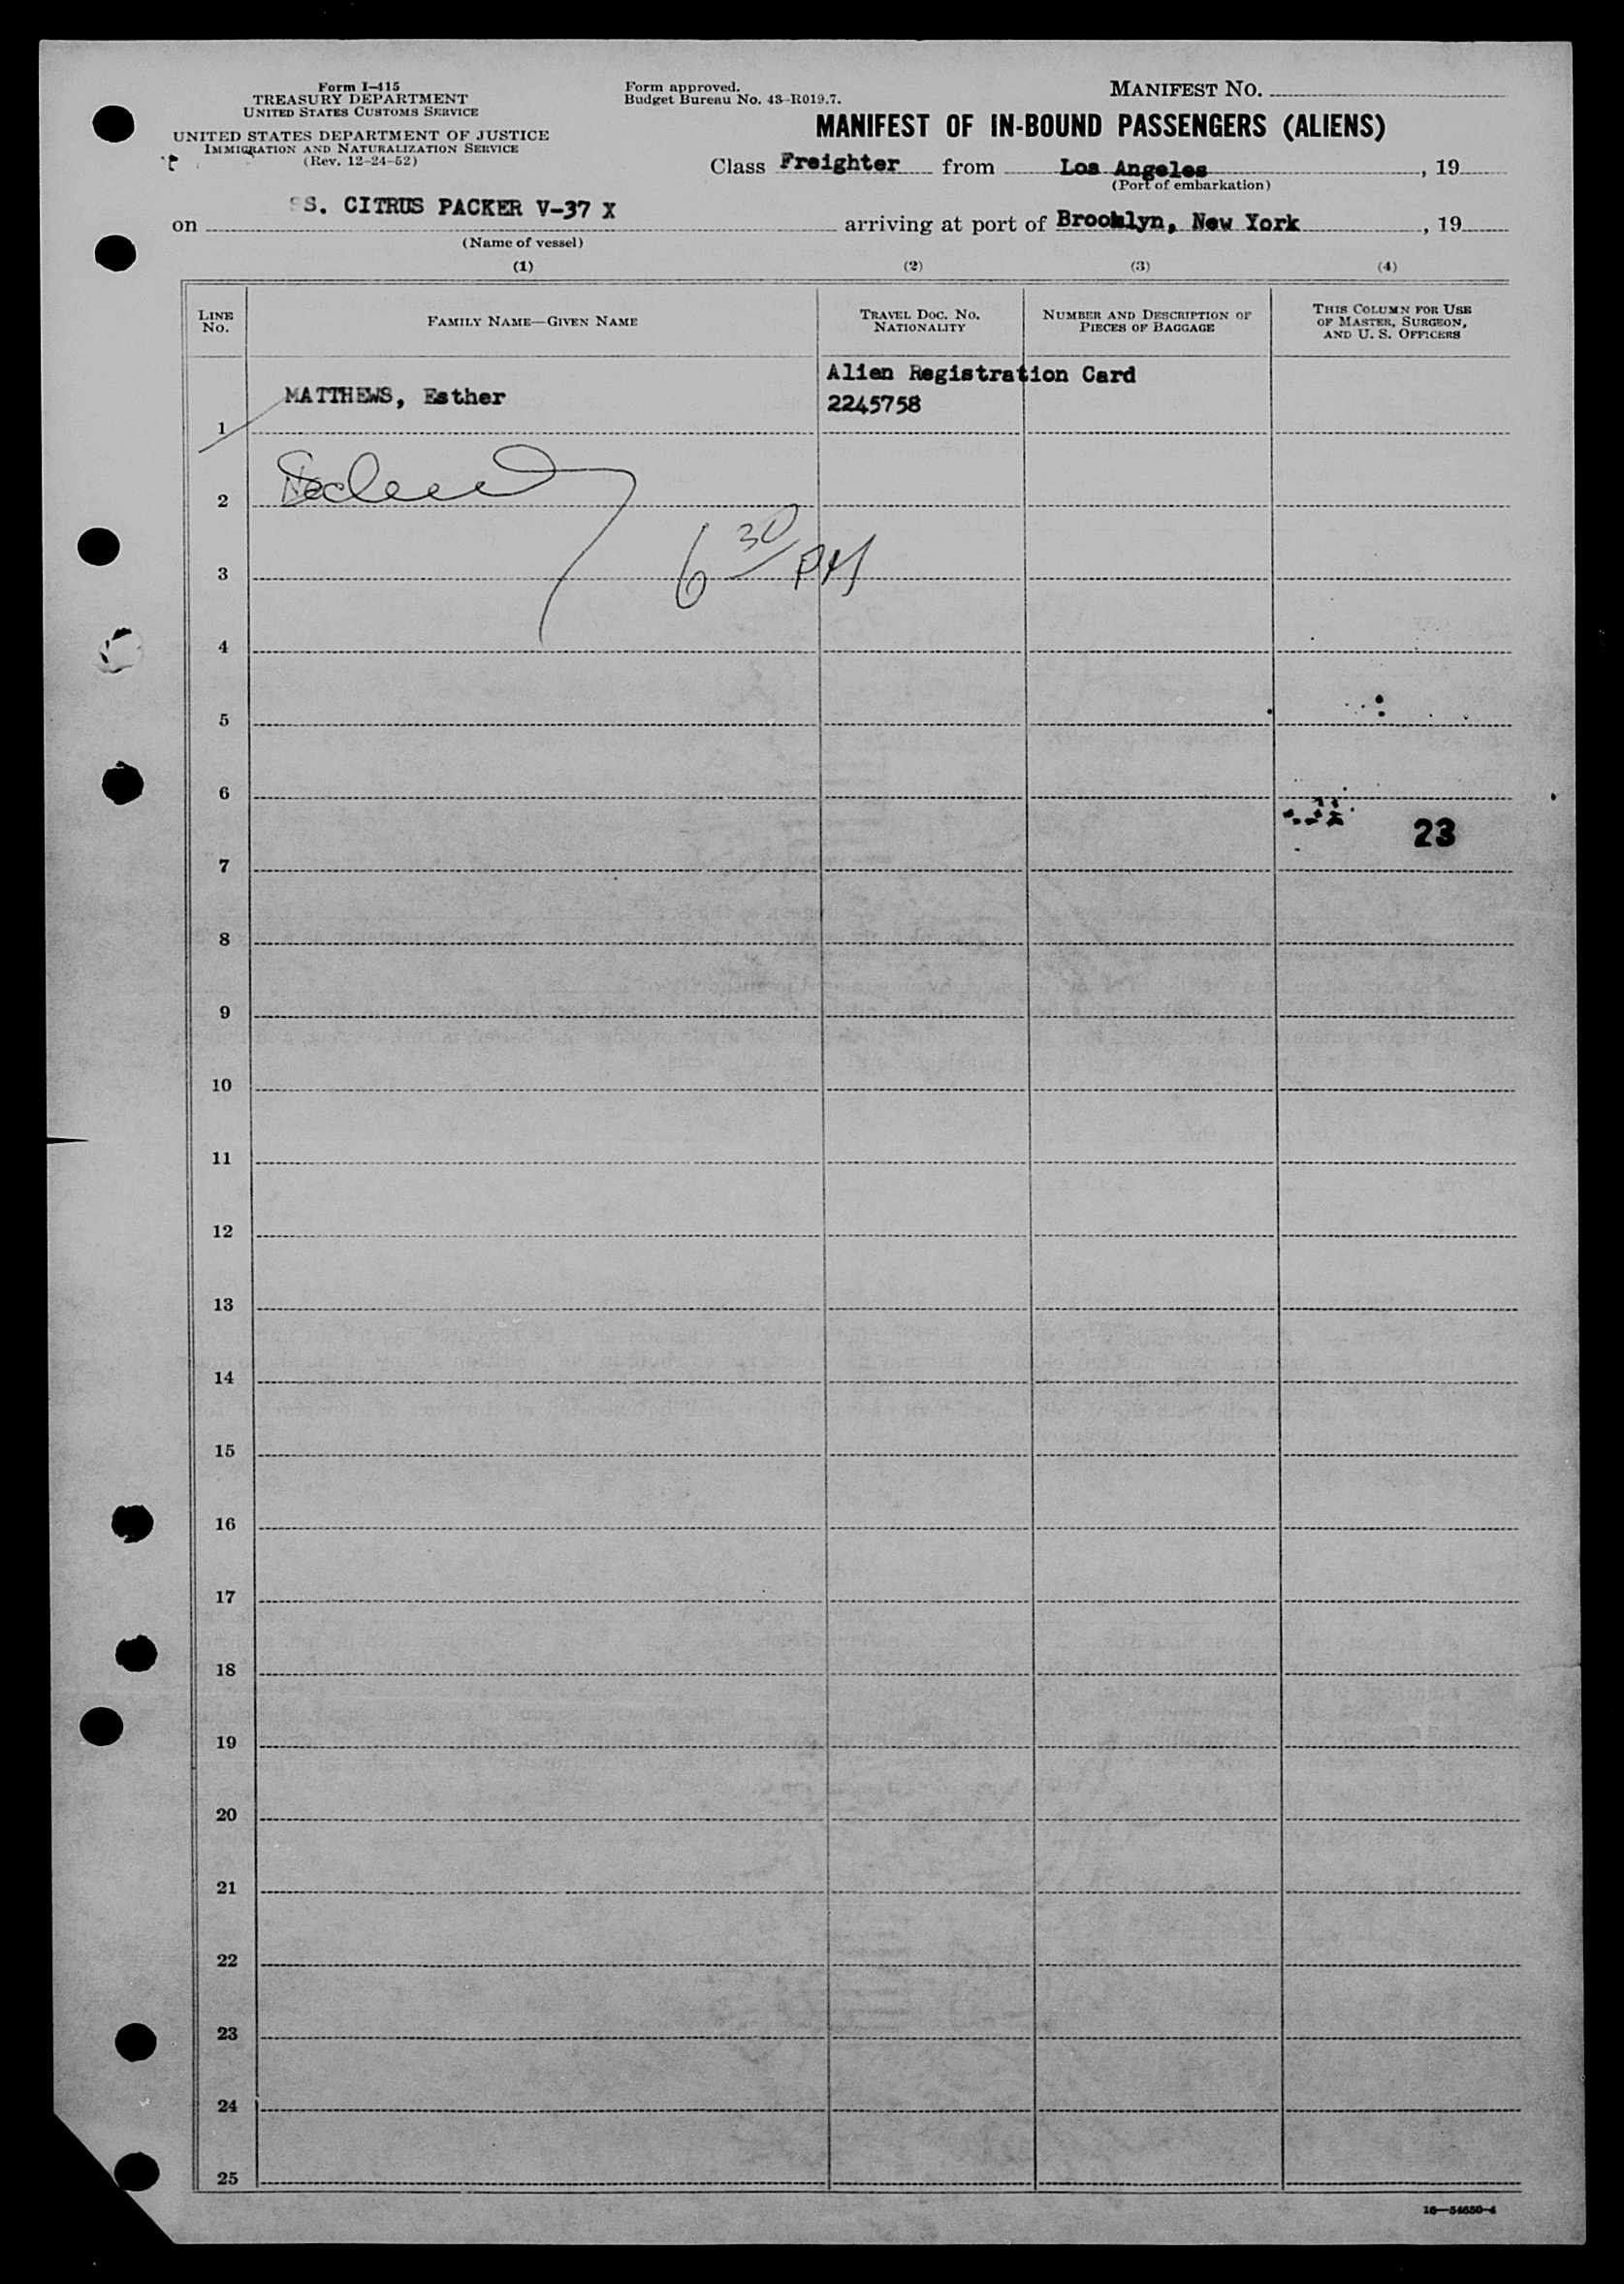 Form I-415
TREASURY DEPARTMENT
UNITED STATES CUSTOMS SERVICE
UNITED STATES DEPARTMENT OF JUSTICE
IMMIGRATION AND NATURALIZATION SERVICE
(Rev. 12-24-52)
Form approved.
Budget Bureau No. 43-R019.7.
MANIFEST NO.
MANIFEST OF IN-BOUND PASSENGERS (ALIENS)
Class Freighter from Los Angeles, 19
(Port of embarkation)
on SS. CITRUS PACKER V-37 X arriving at port of Brooklyn, New York, 19
(Name of vessel)
(1) (2) (3) (4)
LINE NO.
FAMILY NAME—GIVEN NAME
TRAVEL DOC. NO. NATIONALITY
NUMBER AND DESCRIPTION OF PIECES OF BAGGAGE
THIS COLUMN FOR USE OF MASTER, SURGEON, AND U. S. OFFICERS
1 MATTHEWS, Esther Alien Registration Card
2245758
2
6 30 PM
3
4
5
6
23
7
8
9
10
11
12
13
14
15
16
17
18
19
20
21
22
23
24
25
16—54650-4